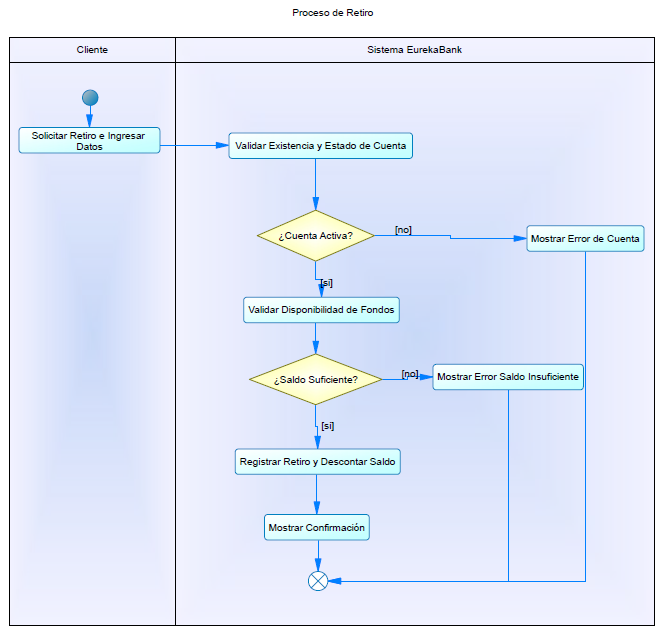 Proceso de Retiro
Cliente
Sistema EurekaBank
Solicitar Retiro e Ingresar
Datos
Validar Existencia y Estado de Cuenta
¿Cuenta Activa?
[no]
Mostrar Error de Cuenta
[si]
Validar Disponibilidad de Fondos
¿Saldo Suficiente?
[no]
Mostrar Error Saldo Insuficiente
[si]
Registrar Retiro y Descontar Saldo
Mostrar Confirmación